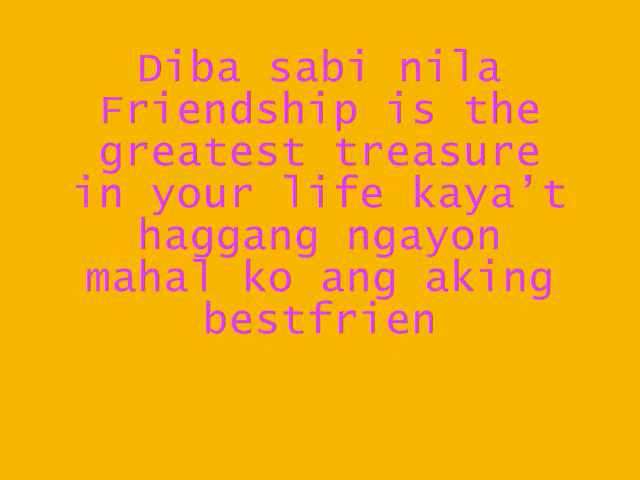 Diba sabi nila
Friendship is the
greatest treasure
in your life kaya’t
haggang ngayon
mahal ko ang aking
bestfrien